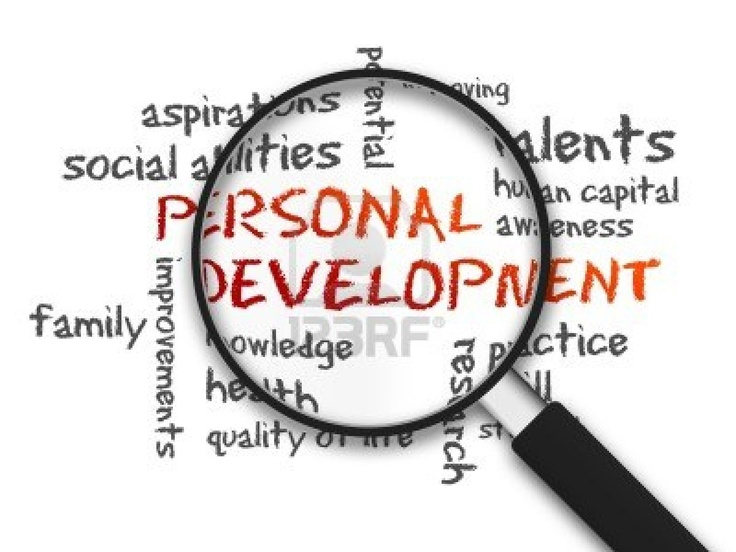 potential
aspirations
social abilities
talents
human capital
awareness
PERSONAL
DEVELOPMENT
improvements
family
knowledge
health
quality of life
research
practice
123RF®